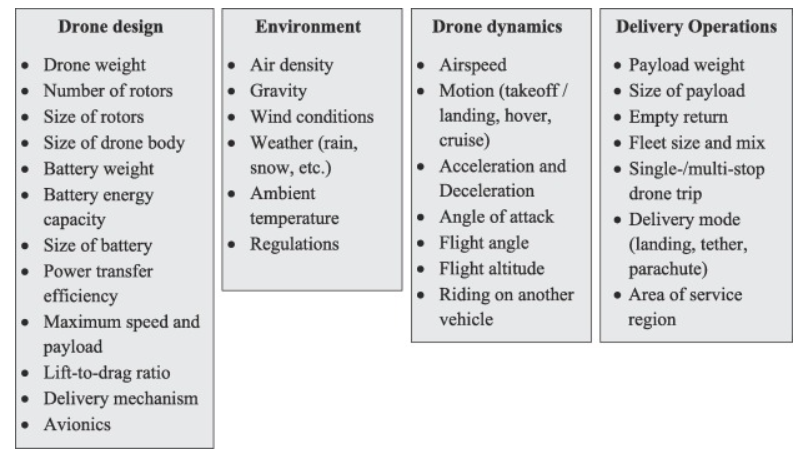 Drone design
• Drone weight
• Number of rotors
• Size of rotors
• Size of drone body
• Battery weight
• Battery energy
capacity
• Size of battery
• Power transfer
efficiency
• Maximum speed and
payload
• Lift-to-drag ratio
• Delivery mechanism
• Avionics
Environment
• Air density
• Gravity
• Wind conditions
• Weather (rain,
snow, etc.)
• Ambient
temperature
• Regulations
Drone dynamics
• Airspeed
• Motion (takeoff /
landing, hover,
cruise)
• Acceleration and
Deceleration
• Angle of attack
• Flight angle
• Flight altitude
• Riding on another
vehicle
Delivery Operations
• Payload weight
• Size of payload
• Empty return
• Fleet size and mix
• Single-/multi-stop
drone trip
• Delivery mode
(landing, tether,
parachute)
• Area of service
region